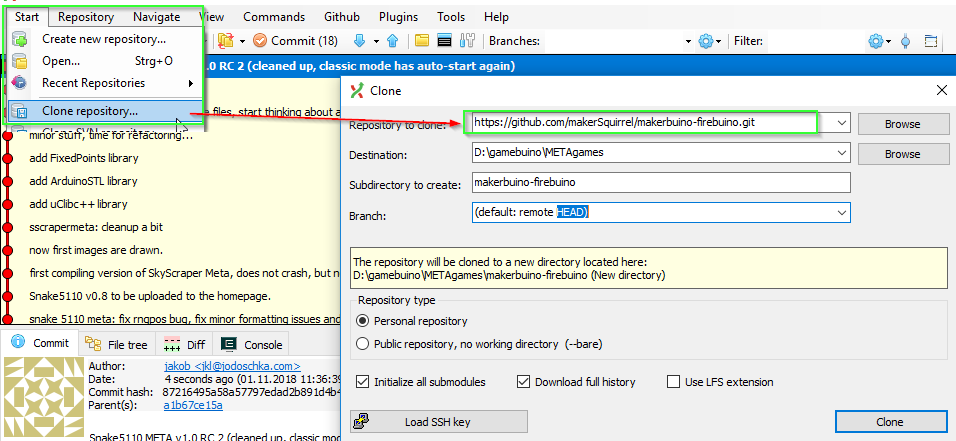 Start Repository Navigate View Commands Github Plugins Tools Help
Create new repository...
Commit (18)
Branches:
Filter:
Open... Strg+O
.0 RC 2 (cleaned up, classic mode has auto-start again)
Recent Repositories
Clone repository...
e files, start thinking about a
minor stuff, time for refactoring...
add FixedPoints library
add ArduinoSTL library
add uClibc++ library
sscrapermeta: cleanup a bit
now first images are drawn.
first compiling version of SkyScraper Meta, does not crash, but n
Snake5110 v0.8 to be uploaded to the homepage.
snake 5110 meta: fix rngpos bug, fix minor formatting issues and
Commit File tree Diff Console
Author: jakob <jkl@jodoschka.com>
Date: 4 seconds ago (01.11.2018 11:36:39
Commit hash: 87216495a58a57797edad2b891d4b4
Parent(s): a1b67ce15a
Snake5110 META v1.0 RC 2 (cleaned up, classic mod
Clone
Repository to clone: https://github.com/makerSquirrel/makerbuino-firebuino.git Browse
Destination: D:\gamebuino\METAgames Browse
Subdirectory to create: makerbuino-firebuino
Branch: (default: remote HEAD)
The repository will be cloned to a new directory located here:
D:\gamebuino\METAgames\makerbuino-firebuino (New directory)
Repository type
Personal repository
Public repository, no working directory (--bare)
Initialize all submodules Download full history Use LFS extension
Load SSH key Clone